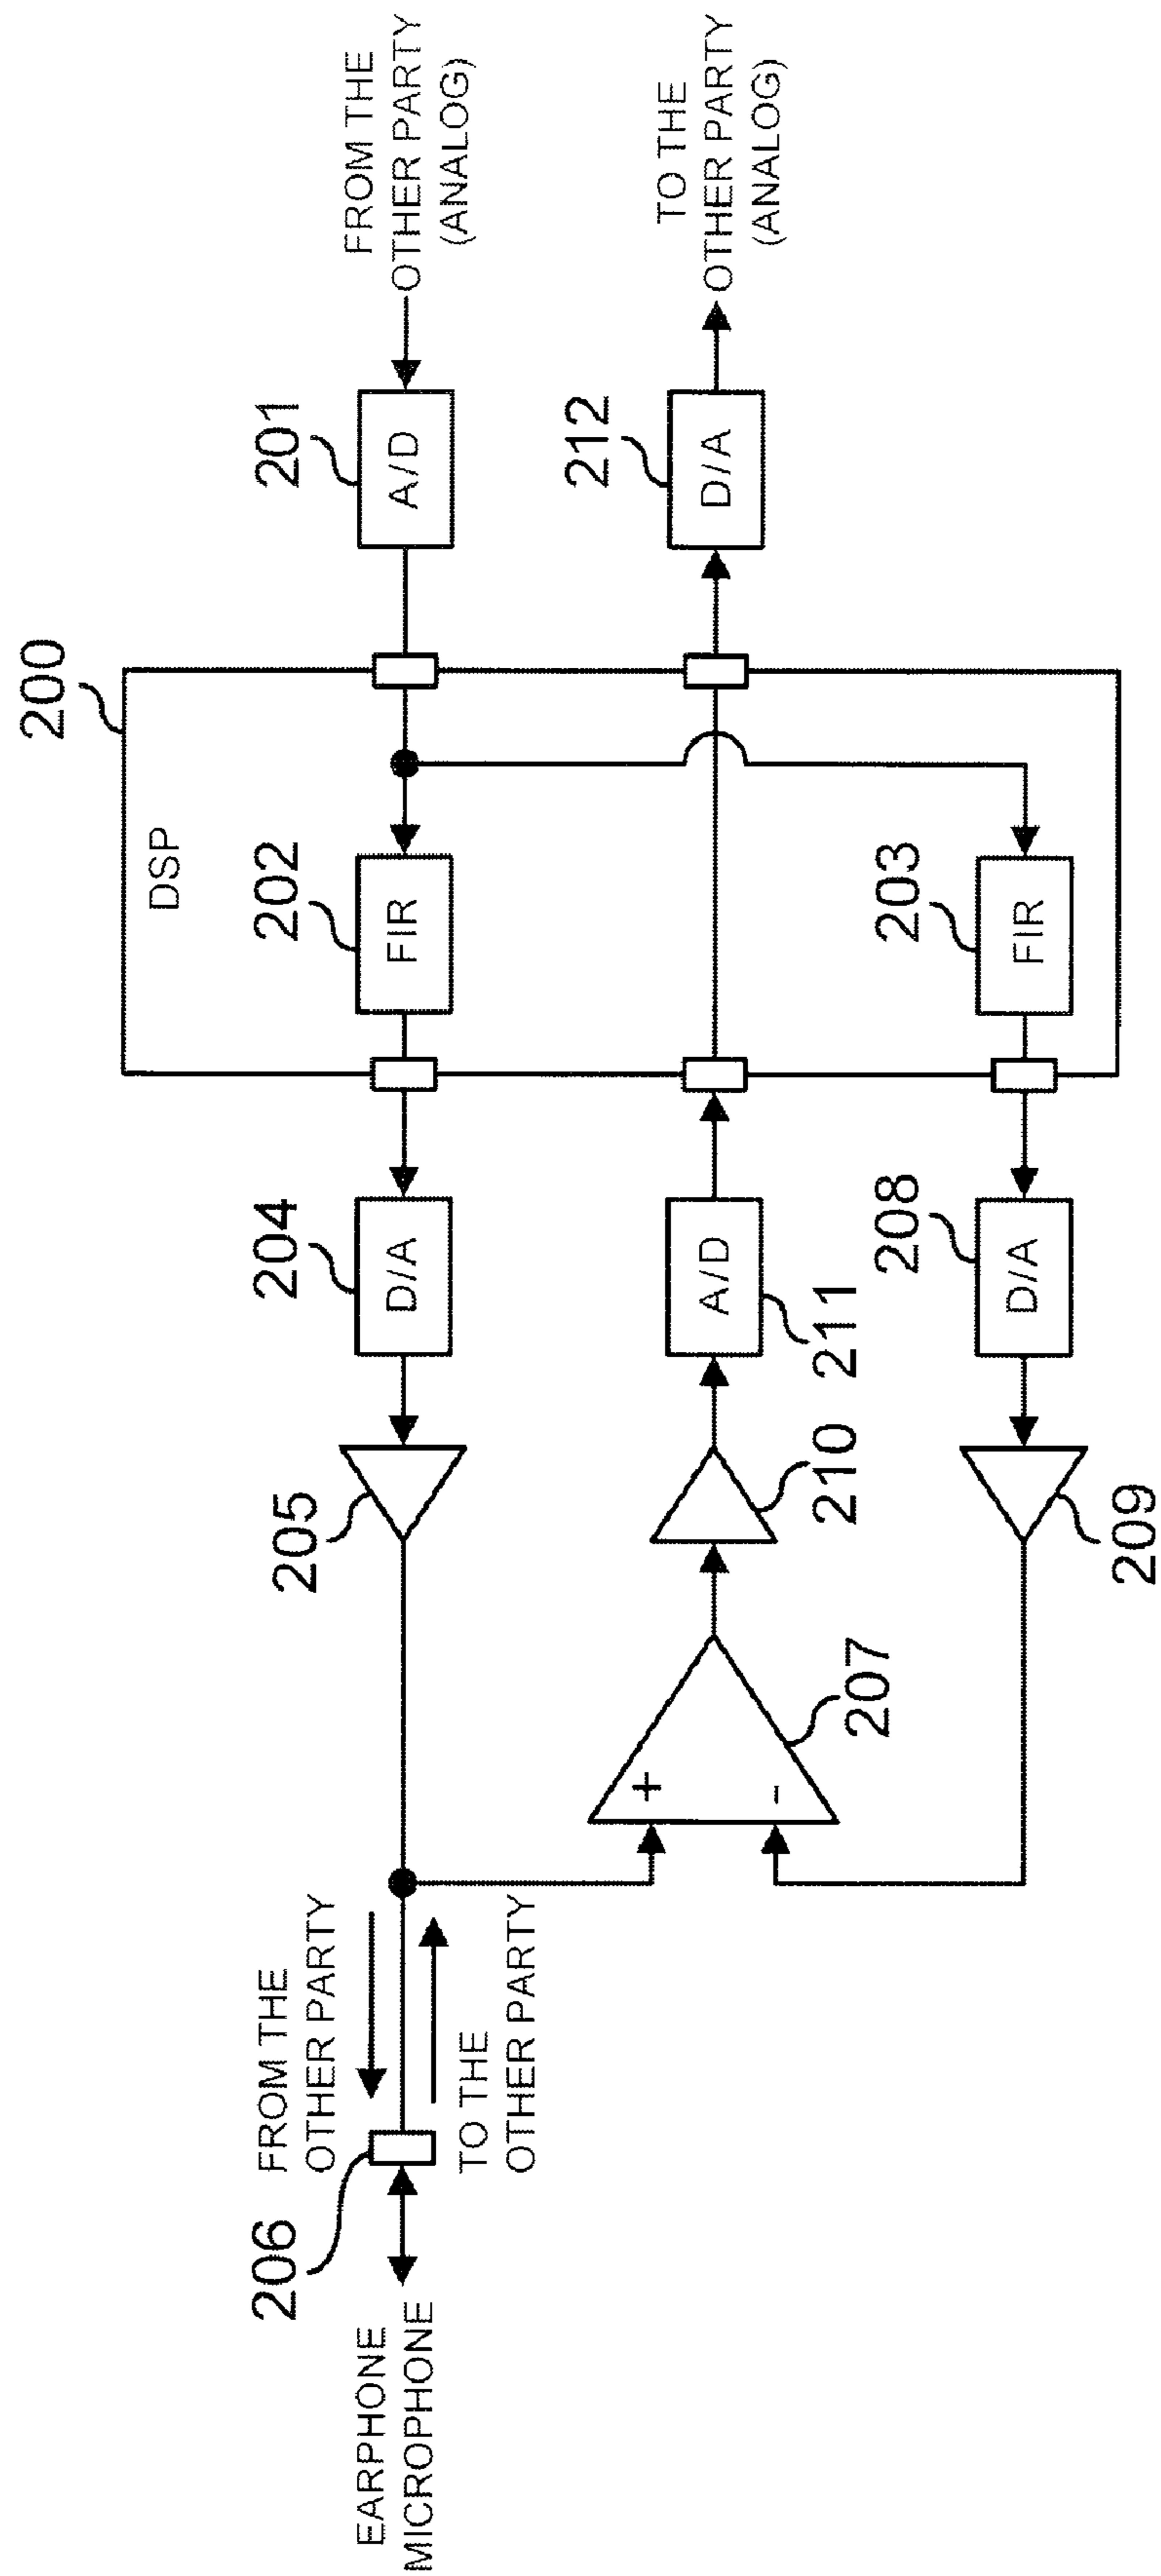 200
DSP
FROM THE
OTHER PARTY
(ANALOG)
201
A/D
202
FIR
204
D/A
205
FROM THE
OTHER PARTY
206
EARPHONE
MICROPHONE
TO THE
OTHER PARTY
TO THE
OTHER PARTY
(ANALOG)
212
D/A
A/D
211
210
+
-
207
203
FIR
208
D/A
209